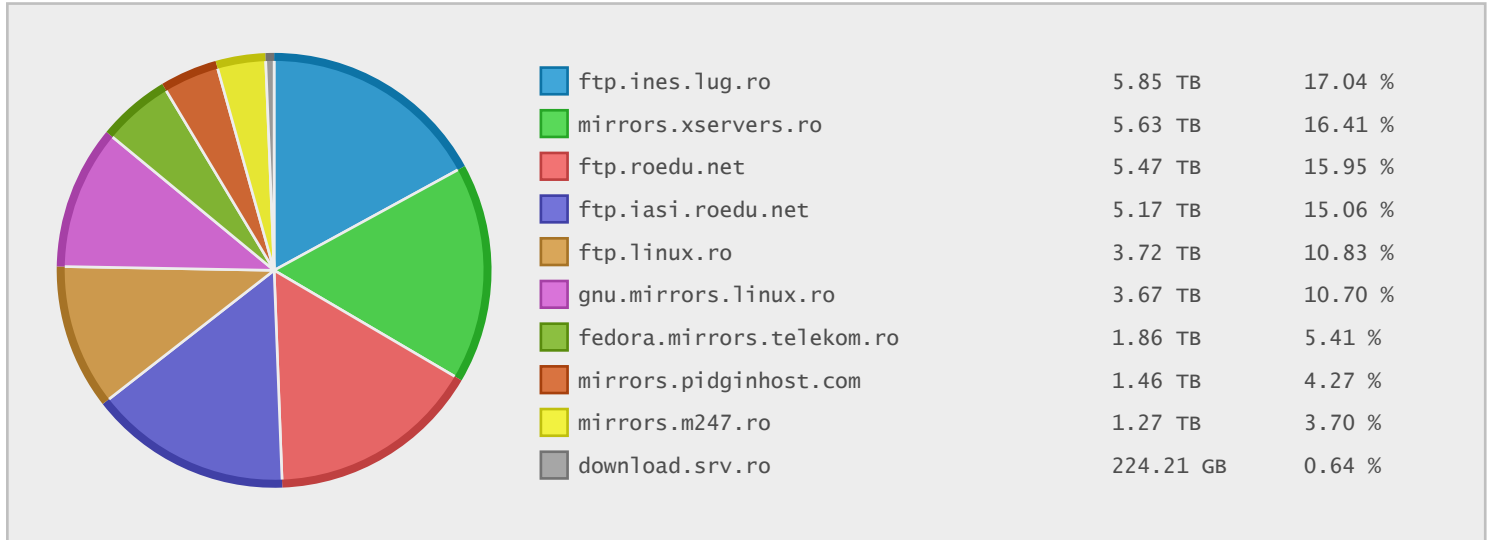 ftp.ines.lug.ro 5.85 TB 17.04 %
mirrors.xservers.ro 5.63 TB 16.41 %
ftp.roedu.net 5.47 TB 15.95 %
ftp.iasi.roedu.net 5.17 TB 15.06 %
ftp.linux.ro 3.72 TB 10.83 %
gnu.mirrors.linux.ro 3.67 TB 10.70 %
fedora.mirrors.telekom.ro 1.86 TB 5.41 %
mirrors.pidginhost.com 1.46 TB 4.27 %
mirrors.m247.ro 1.27 TB 3.70 %
download.srv.ro 224.21 GB 0.64 %